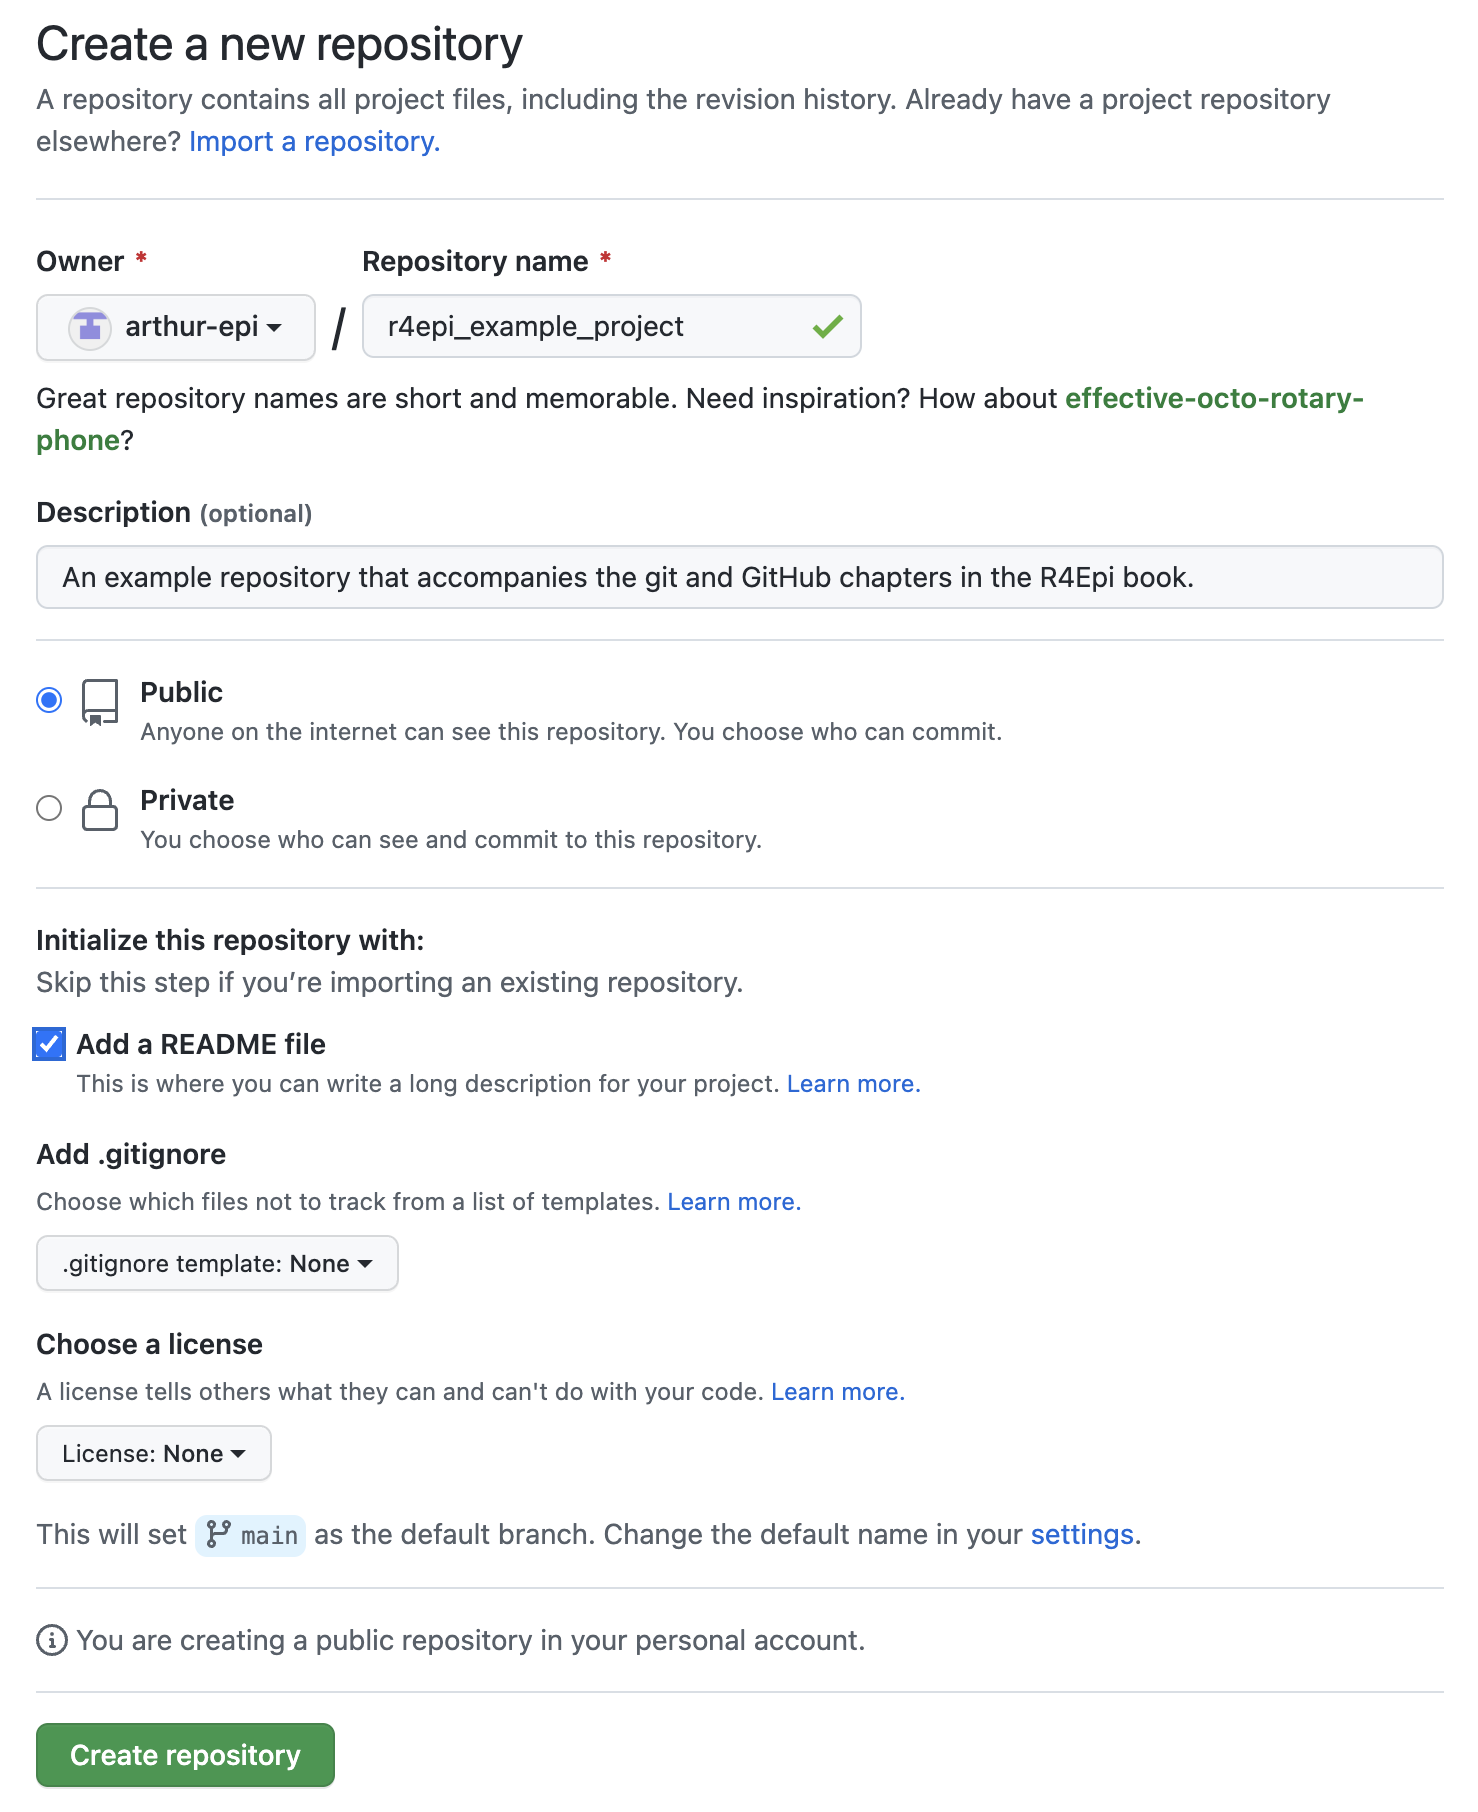 Create a new repository
A repository contains all project files, including the revision history. Already have a project repository
elsewhere? Import a repository.
Owner *
Repository name *
arthur-epi
/
r4epi_example_project
Great repository names are short and memorable. Need inspiration? How about effective-octo-rotary-
phone?
Description (optional)
An example repository that accompanies the git and GitHub chapters in the R4Epi book.
Public
Anyone on the internet can see this repository. You choose who can commit.
Private
You choose who can see and commit to this repository.
Initialize this repository with:
Skip this step if you’re importing an existing repository.
Add a README file
This is where you can write a long description for your project. Learn more.
Add .gitignore
Choose which files not to track from a list of templates. Learn more.
.gitignore template: None
Choose a license
A license tells others what they can and can't do with your code. Learn more.
License: None
This will set main as the default branch. Change the default name in your settings.
You are creating a public repository in your personal account.
Create repository